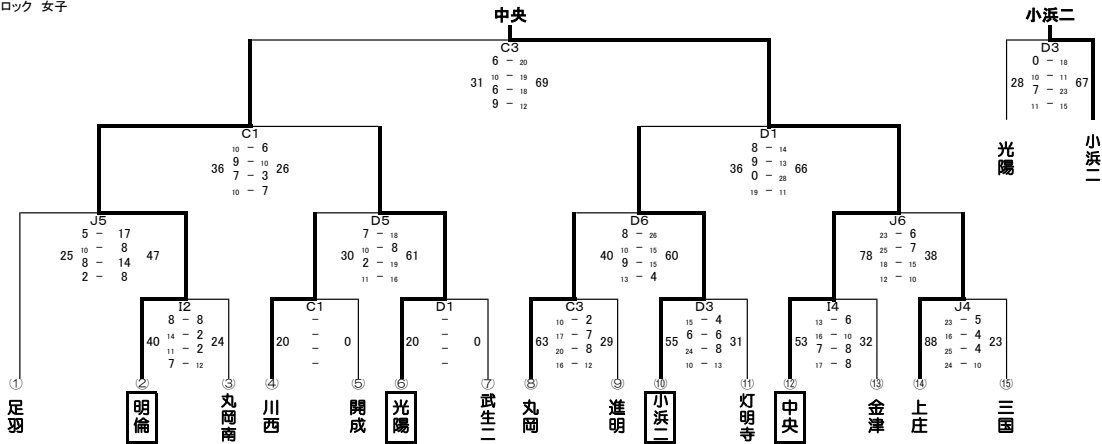 ロック 女子
中央
C3
6 - 20
10 - 19
31 69
6 - 18
9 - 12
小浜二
D3
0 - 18
10 - 11
28 67
7 - 23
11 - 15
光陽
小浜二
C1
10 - 6
9 - 10
36 26
7 - 3
10 - 7
D1
8 - 14
9 - 13
36 66
0 - 28
19 - 11
J5
5 - 17
10 - 8
25 47
8 - 14
2 - 8
D5
7 - 18
10 - 8
30 61
2 - 19
11 - 16
D6
8 - 26
10 - 15
40 60
9 - 15
13 - 4
J6
23 - 6
25 - 7
78 38
18 - 15
12 - 10
I2
8 - 8
14 - 2
40 24
11 - 2
7 - 12
C1
-
-
20 0
-
-
D1
-
-
20 0
-
-
C3
10 - 2
17 - 7
63 29
20 - 8
16 - 12
D3
15 - 4
6 - 6
55 31
24 - 8
10 - 13
I4
13 - 6
16 - 10
53 32
7 - 8
17 - 8
J4
23 - 5
16 - 4
88 23
25 - 4
24 - 10
① ② ③ ④ ⑤ ⑥ ⑦ ⑧ ⑨ ⑩ ⑪ ⑫ ⑬ ⑭ ⑮
足羽
明倫
丸岡南
川西
開成
光陽
武生二
丸岡
進明
小浜二
灯明寺
中央
金津
上庄
三国